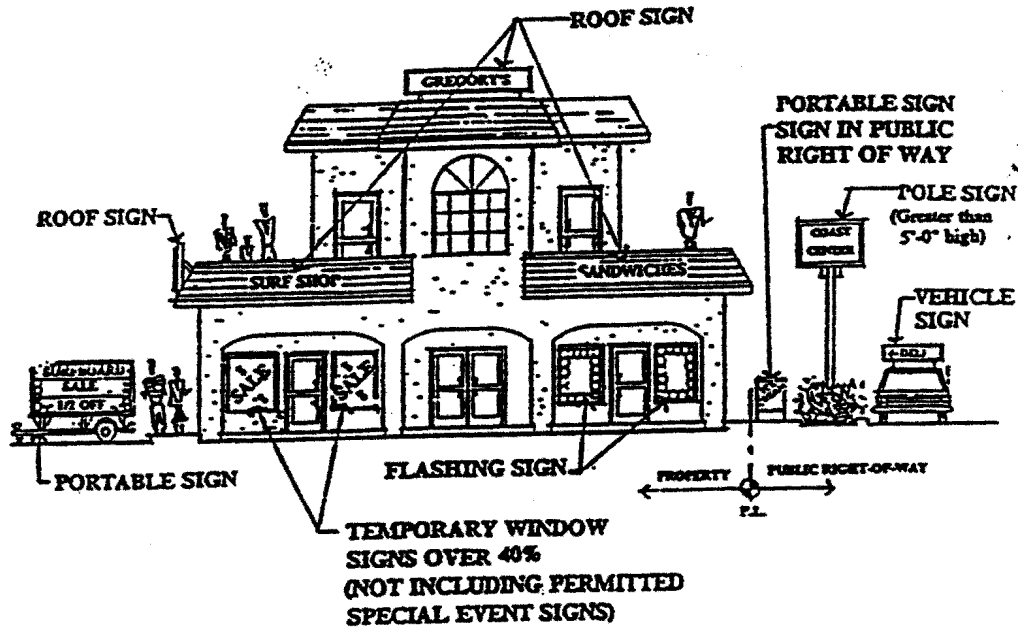 ROOF SIGN
GREGORY'S
PORTABLE SIGN
SIGN IN PUBLIC
RIGHT OF WAY
POLE SIGN
(Greater than
5'-0" high)
COAST
CENTER
ROOF SIGN
SURF SHOP
SANDWICHES
VEHICLE
SIGN
DELI
SURFBOARD
SALE
1/2 OFF
SALE
SALE
PORTABLE SIGN
FLASHING SIGN
PROPERTY
PUBLIC RIGHT-OF-WAY
P.L.
TEMPORARY WINDOW
SIGNS OVER 40%
(NOT INCLUDING PERMITTED
SPECIAL EVENT SIGNS)